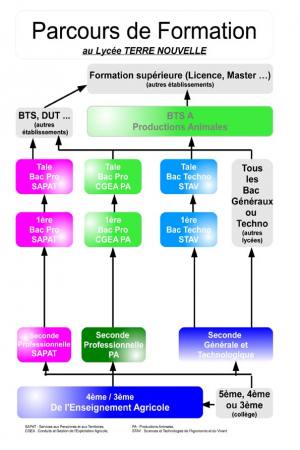 Parcours de Formation
au Lycée TERRE NOUVELLE
Formation supérieure (Licence, Master ...)
(autres établissements)
BTS, DUT ...
(autres
établissements)
BTS A
Productions Animales
Tale
Bac Pro
SAPAT
Tale
Bac Pro
CGEA PA
Tale
Bac Techno
STAV
Tous
les
Bac
Généraux
ou
Techno
(autres
lycées)
1ère
Bac Pro
SAPAT
1ère
Bac Pro
CGEA PA
1ère
Bac Techno
STAV
Seconde
Professionnelle
SAPAT
Seconde
Professionnelle
PA
Seconde
Générale et
Technologique
4ème / 3ème
De l'Enseignement Agricole
5ème, 4ème
ou 3ème
(collège)
SAPAT : Services aux Personnes et aux Territoires
CGEA : Conduite et Gestion de l'Exploitation Agricole
PA : Productions Animales
STAV : Sciences et Technologies de l'Agronomie et du Vivant